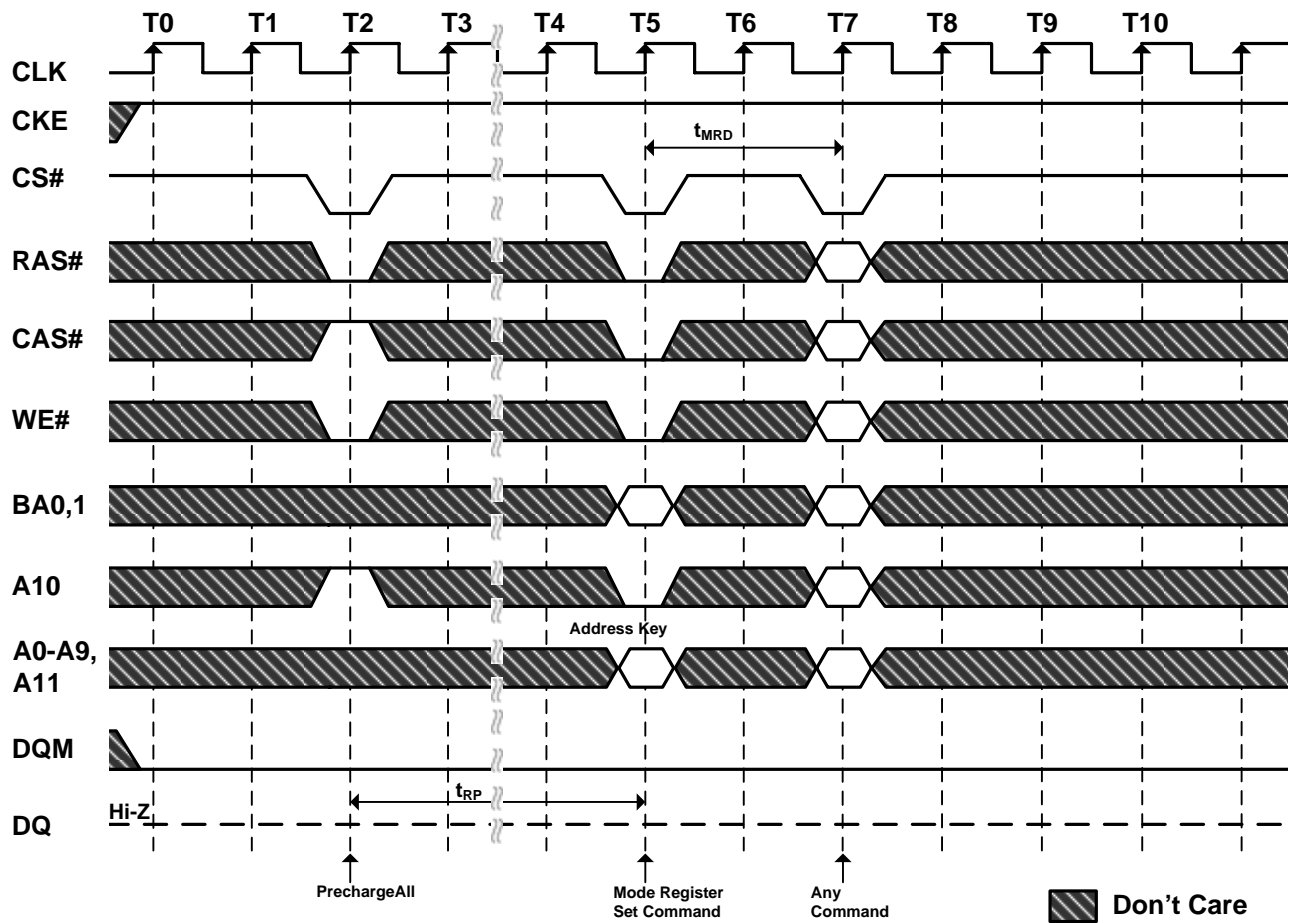 T0 T1 T2 T3 T4 T5 T6 T7 T8 T9 T10
CLK
CKE
tMRD
CS#
RAS#
CAS#
WE#
BA0,1
A10
Address Key
A0-A9,
A11
DQM
tRP
Hi-Z
DQ
PrechargeAll
Mode Register
Set Command
Any
Command
Don't Care